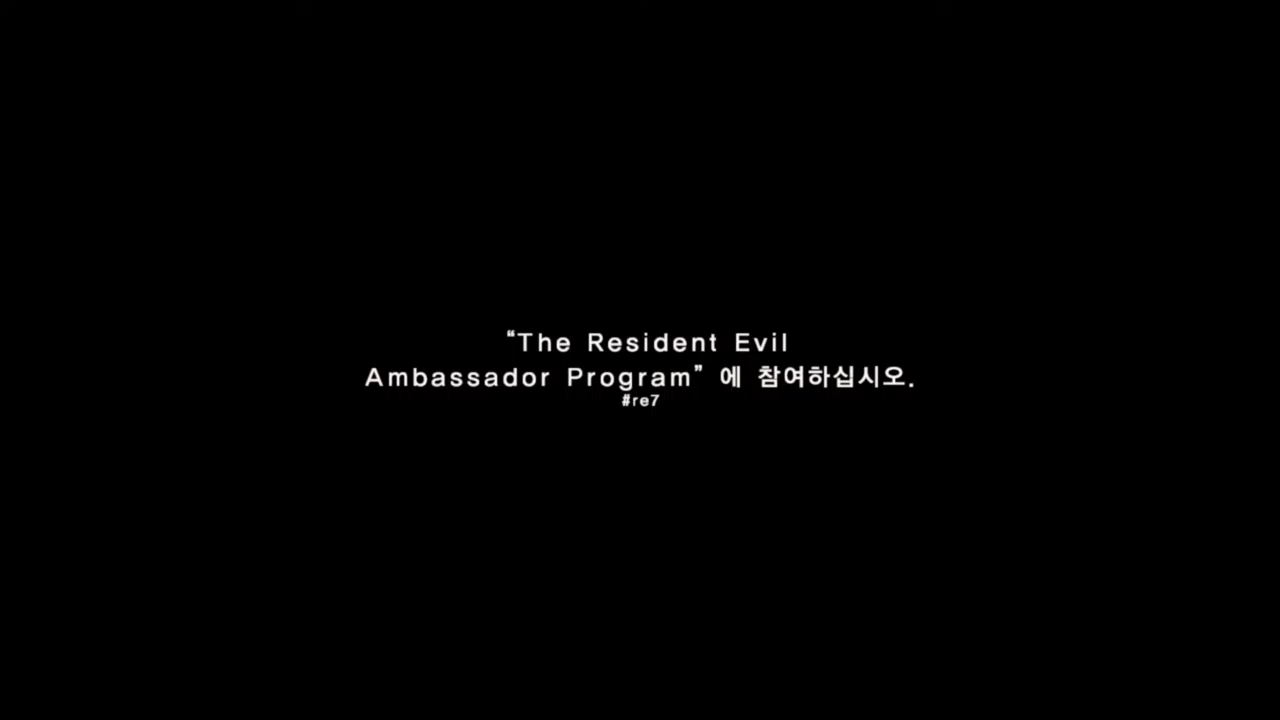 “The Resident Evil
Ambassador Program” 에 참여하십시오.
#re7